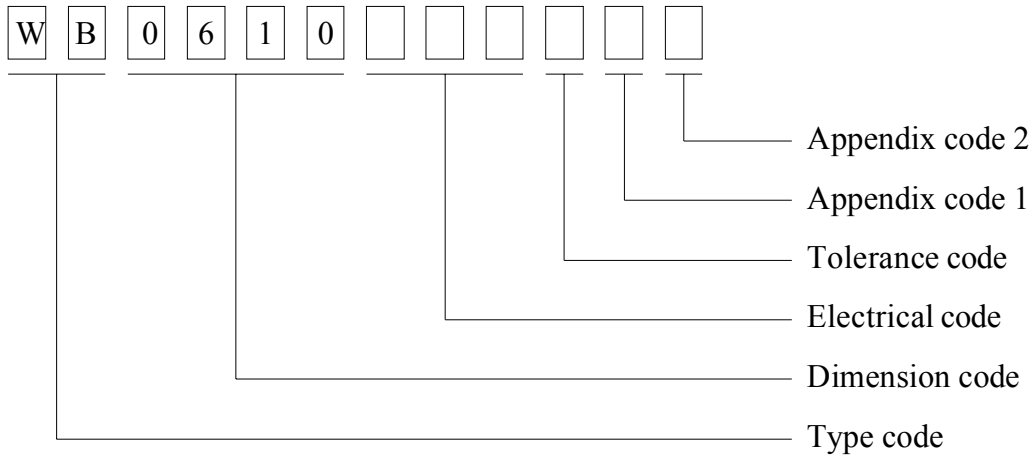 W B 0 6 1 0
Appendix code 2
Appendix code 1
Tolerance code
Electrical code
Dimension code
Type code